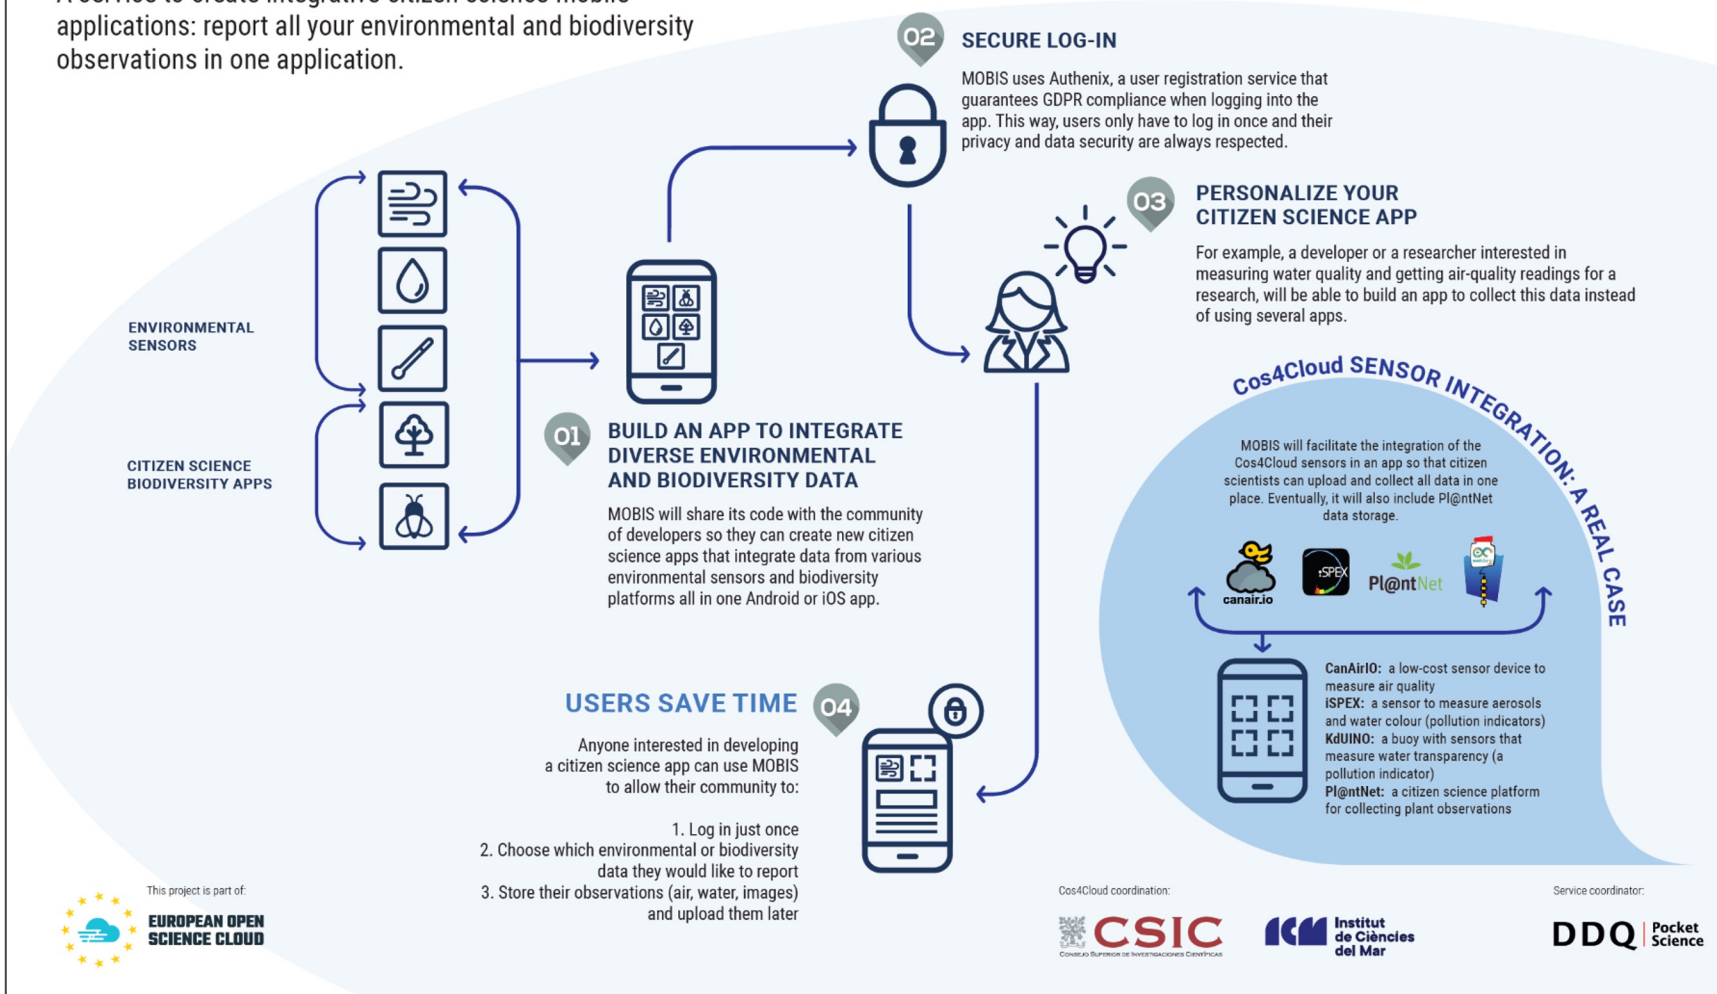 A service to create integrative citizen science mobile
applications: report all your environmental and biodiversity
observations in one application.
02
SECURE LOG-IN
MOBIS uses Authenix, a user registration service that
guarantees GDPR compliance when logging into the
app. This way, users only have to log in once and their
privacy and data security are always respected.
03
PERSONALIZE YOUR
CITIZEN SCIENCE APP
For example, a developer or a researcher interested in
measuring water quality and getting air-quality readings for a
research, will be able to build an app to collect this data instead
of using several apps.
ENVIRONMENTAL
SENSORS
CITIZEN SCIENCE
BIODIVERSITY APPS
01
BUILD AN APP TO INTEGRATE
DIVERSE ENVIRONMENTAL
AND BIODIVERSITY DATA
MOBIS will share its code with the community
of developers so they can create new citizen
science apps that integrate data from various
environmental sensors and biodiversity
platforms all in one Android or iOS app.
Cos4Cloud SENSOR INTEGRATION: A REAL CASE
MOBIS will facilitate the integration of the
Cos4Cloud sensors in an app so that citizen
scientists can upload and collect all data in one
place. Eventually, it will also include Pl@ntNet
data storage.
canair.io
iSPEX
Pl@ntNet
CanAirIO: a low-cost sensor device to
measure air quality
iSPEX: a sensor to measure aerosols
and water colour (pollution indicators)
KdUINO: a buoy with sensors that
measure water transparency (a
pollution indicator)
Pl@ntNet: a citizen science platform
for collecting plant observations
USERS SAVE TIME
04
Anyone interested in developing
a citizen science app can use MOBIS
to allow their community to:
1. Log in just once
2. Choose which environmental or biodiversity
data they would like to report
3. Store their observations (air, water, images)
and upload them later
This project is part of:
EUROPEAN OPEN
SCIENCE CLOUD
Cos4Cloud coordination:
CSIC
CONSEJO SUPERIOR DE INVESTIGACIONES CIENTÍFICAS
ICM
Institut
de Ciències
del Mar
Service coordinator:
DDQ
Pocket
Science